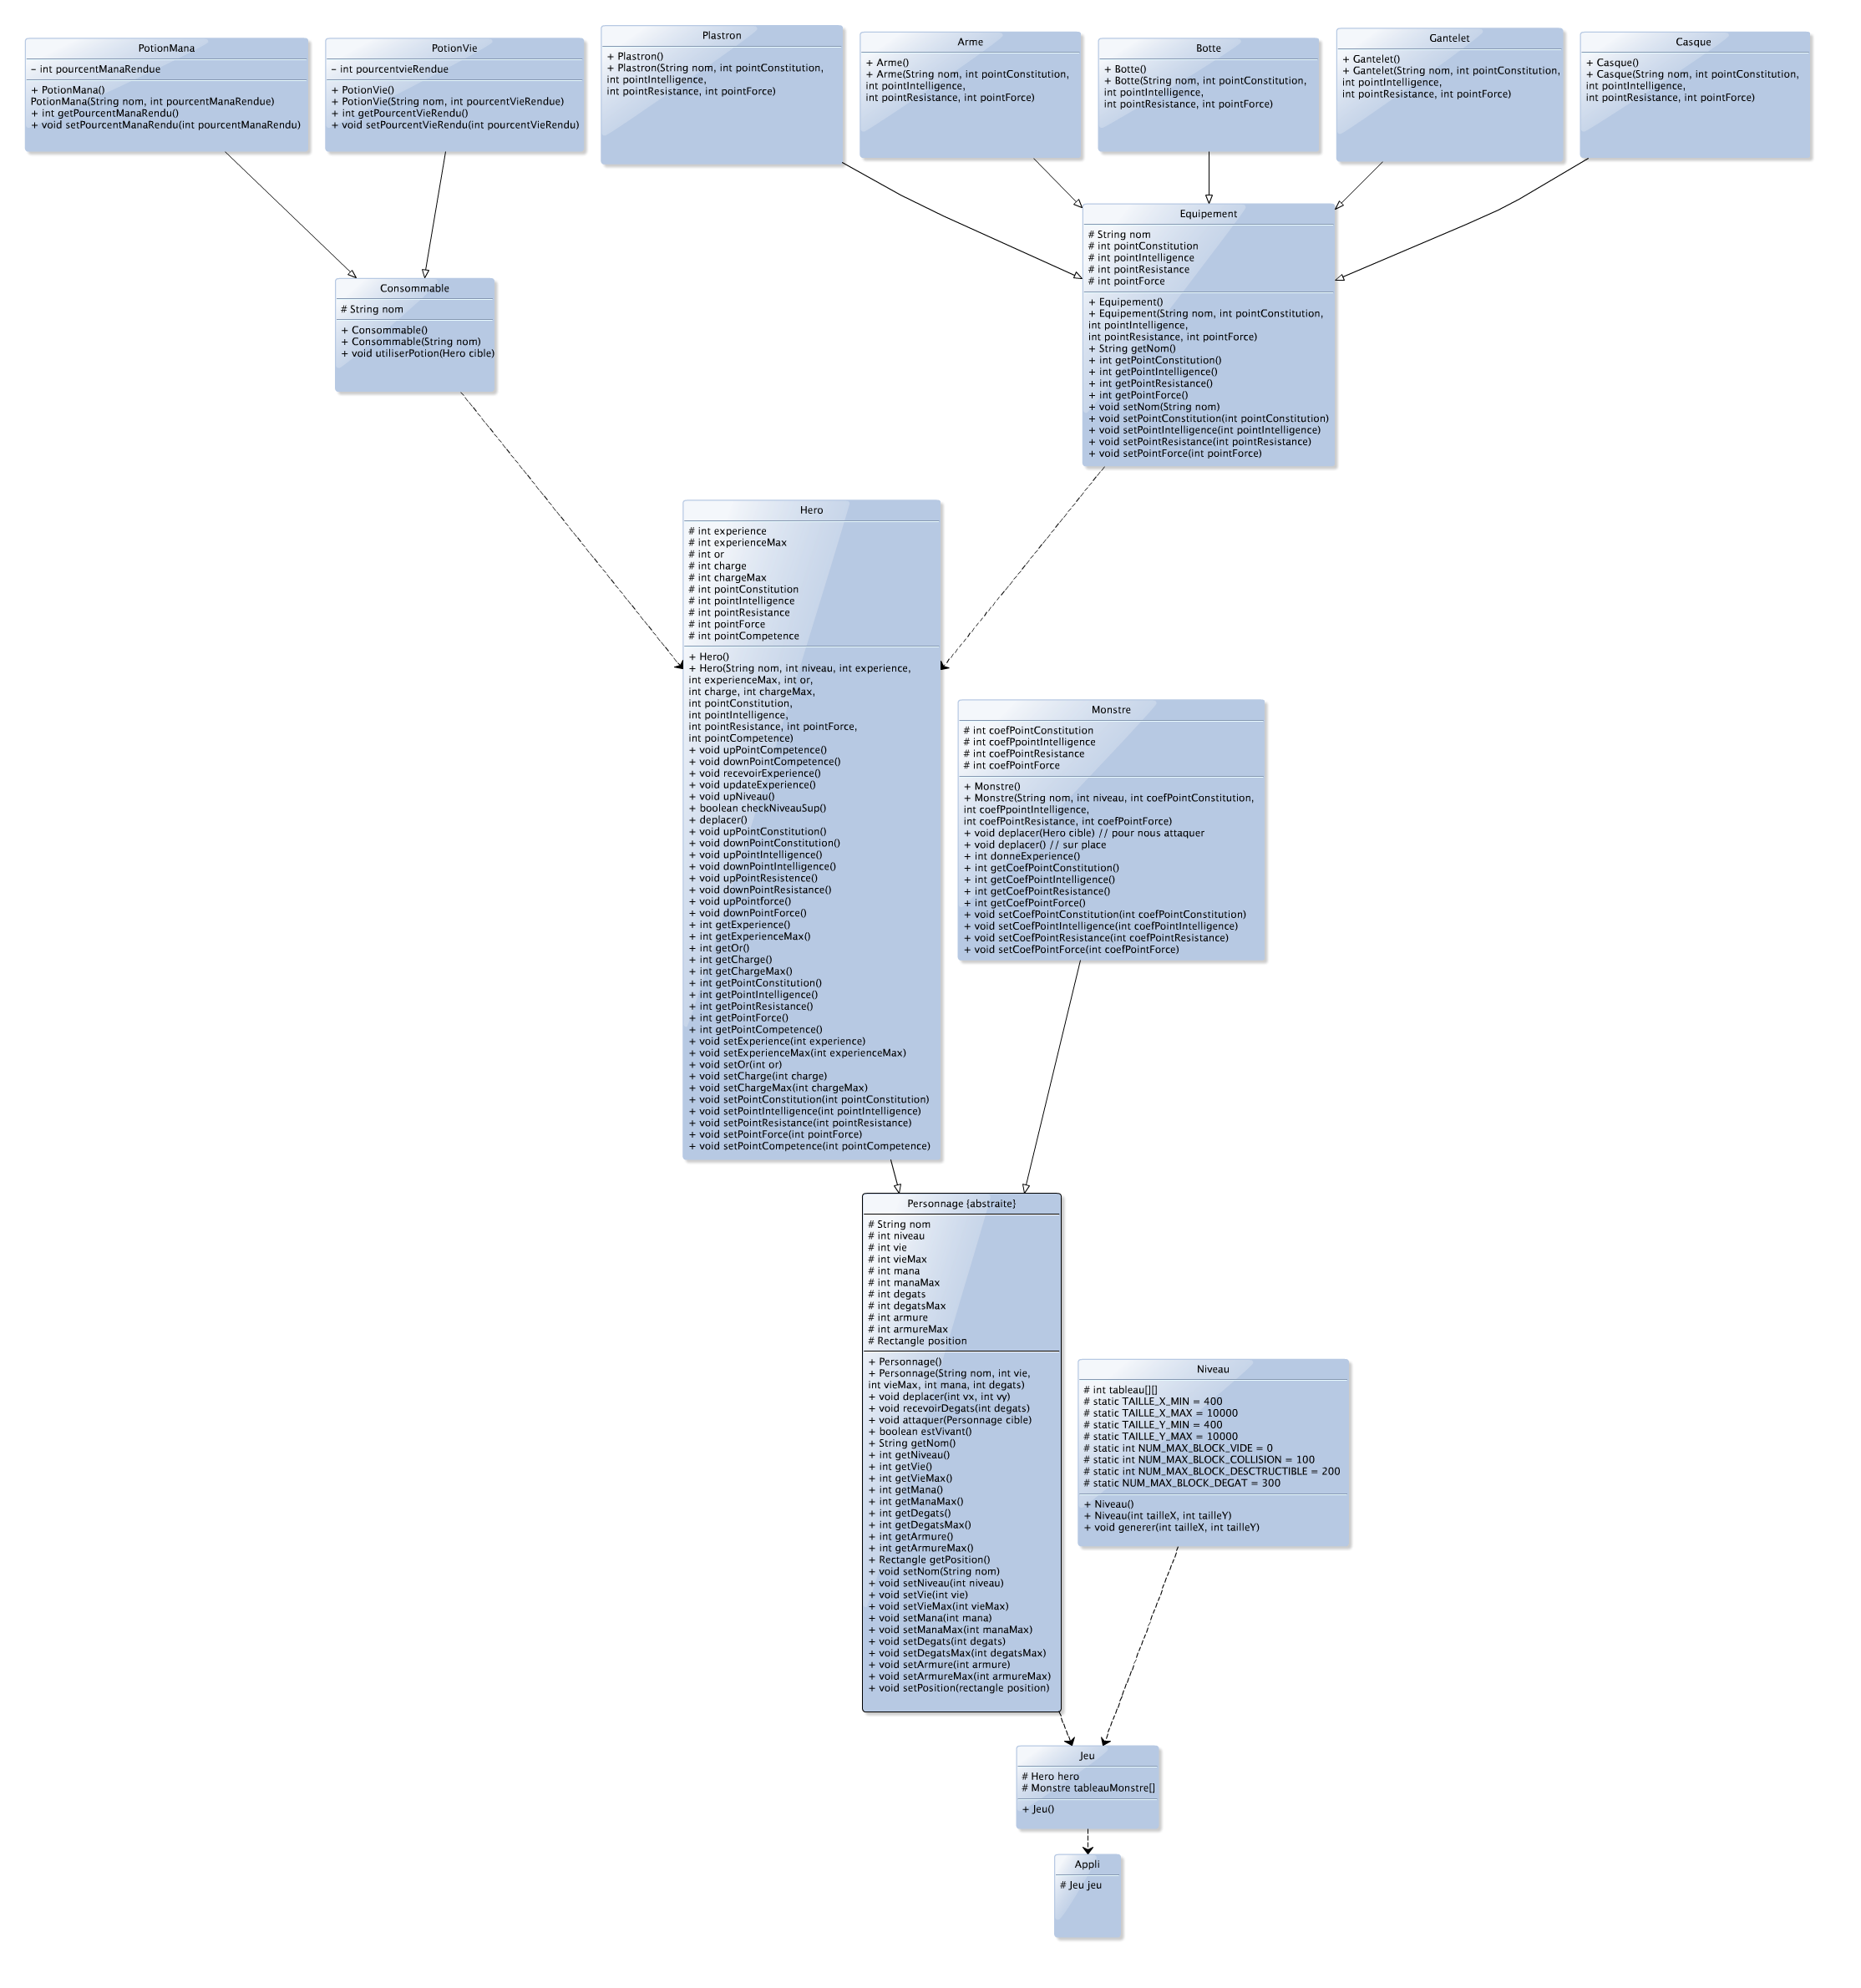 PotionMana
– int pourcentManaRendue
+ PotionMana()
PotionMana(String nom, int pourcentManaRendue)
+ int getPourcentManaRendu()
+ void setPourcentManaRendu(int pourcentManaRendu)
PotionVie
– int pourcentvieRendue
+ PotionVie()
+ PotionVie(String nom, int pourcentVieRendue)
+ int getPourcentVieRendu()
+ void setPourcentVieRendu(int pourcentVieRendu)
Plastron
+ Plastron()
+ Plastron(String nom, int pointConstitution,
int pointIntelligence,
int pointResistance, int pointForce)
Arme
+ Arme()
+ Arme(String nom, int pointConstitution,
int pointIntelligence,
int pointResistance, int pointForce)
Botte
+ Botte()
+ Botte(String nom, int pointConstitution,
int pointIntelligence,
int pointResistance, int pointForce)
Gantelet
+ Gantelet()
+ Gantelet(String nom, int pointConstitution,
int pointIntelligence,
int pointResistance, int pointForce)
Casque
+ Casque()
+ Casque(String nom, int pointConstitution,
int pointIntelligence,
int pointResistance, int pointForce)
Equipement
# String nom
# int pointConstitution
# int pointIntelligence
# int pointResistance
# int pointForce
+ Equipement()
+ Equipement(String nom, int pointConstitution,
int pointIntelligence,
int pointResistance, int pointForce)
+ String getNom()
+ int getPointConstitution()
+ int getPointIntelligence()
+ int getPointResistance()
+ int getPointForce()
+ void setNom(String nom)
+ void setPointConstitution(int pointConstitution)
+ void setPointIntelligence(int pointIntelligence)
+ void setPointResistance(int pointResistance)
+ void setPointForce(int pointForce)
Consommable
# String nom
+ Consommable()
+ Consommable(String nom)
+ void utiliserPotion(Hero cible)
Hero
# int experience
# int experienceMax
# int or
# int charge
# int chargeMax
# int pointConstitution
# int pointIntelligence
# int pointResistance
# int pointForce
# int pointCompetence
+ Hero()
+ Hero(String nom, int niveau, int experience,
int experienceMax, int or,
int charge, int chargeMax,
int pointConstitution,
int pointIntelligence,
int pointResistance, int pointForce,
int pointCompetence)
+ void upPointCompetence()
+ void downPointCompetence()
+ void recevoirExperience()
+ void updateExperience()
+ void upNiveau()
+ boolean checkNiveauSup()
+ deplacer()
+ void upPointConstitution()
+ void downPointConstitution()
+ void upPointIntelligence()
+ void downPointIntelligence()
+ void upPointResistence()
+ void downPointResistance()
+ void upPointforce()
+ void downPointForce()
+ int getExperience()
+ int getExperienceMax()
+ int getOr()
+ int getCharge()
+ int getChargeMax()
+ int getPointConstitution()
+ int getPointIntelligence()
+ int getPointResistance()
+ int getPointForce()
+ int getPointCompetence()
+ void setExperience(int experience)
+ void setExperienceMax(int experienceMax)
+ void setOr(int or)
+ void setCharge(int charge)
+ void setChargeMax(int chargeMax)
+ void setPointConstitution(int pointConstitution)
+ void setPointIntelligence(int pointIntelligence)
+ void setPointResistance(int pointResistance)
+ void setPointForce(int pointForce)
+ void setPointCompetence(int pointCompetence)
Monstre
# int coefPointConstitution
# int coefPpointIntelligence
# int coefPointResistance
# int coefPointForce
+ Monstre()
+ Monstre(String nom, int niveau, int coefPointConstitution,
int coefPpointIntelligence,
int coefPointResistance, int coefPointForce)
+ void deplacer(Hero cible) // pour nous attaquer
+ void deplacer() // sur place
+ int donneExperience()
+ int getCoefPointConstitution()
+ int getCoefPointIntelligence()
+ int getCoefPointResistance()
+ int getCoefPointForce()
+ void setCoefPointConstitution(int coefPointConstitution)
+ void setCoefPointIntelligence(int coefPointIntelligence)
+ void setCoefPointResistance(int coefPointResistance)
+ void setCoefPointForce(int coefPointForce)
Personnage {abstraite}
# String nom
# int niveau
# int vie
# int vieMax
# int mana
# int manaMax
# int degats
# int degatsMax
# int armure
# int armureMax
# Rectangle position
+ Personnage()
+ Personnage(String nom, int vie,
int vieMax, int mana, int degats)
+ void deplacer(int vx, int vy)
+ void recevoirDegats(int degats)
+ void attaquer(Personnage cible)
+ boolean estVivant()
+ String getNom()
+ int getNiveau()
+ int getVie()
+ int getVieMax()
+ int getMana()
+ int getManaMax()
+ int getDegats()
+ int getDegatsMax()
+ int getArmure()
+ int getArmureMax()
+ Rectangle getPosition()
+ void setNom(String nom)
+ void setNiveau(int niveau)
+ void setVie(int vie)
+ void setVieMax(int vieMax)
+ void setMana(int mana)
+ void setManaMax(int manaMax)
+ void setDegats(int degats)
+ void setDegatsMax(int degatsMax)
+ void setArmure(int armure)
+ void setArmureMax(int armureMax)
+ void setPosition(rectangle position)
Niveau
# int tableau[][]
# static TAILLE_X_MIN = 400
# static TAILLE_X_MAX = 10000
# static TAILLE_Y_MIN = 400
# static TAILLE_Y_MAX = 10000
# static int NUM_MAX_BLOCK_VIDE = 0
# static int NUM_MAX_BLOCK_COLLISION = 100
# static int NUM_MAX_BLOCK_DESCTRUCTIBLE = 200
# static NUM_MAX_BLOCK_DEGAT = 300
+ Niveau()
+ Niveau(int tailleX, int tailleY)
+ void generer(int tailleX, int tailleY)
Jeu
# Hero hero
# Monstre tableauMonstre[]
+ Jeu()
Appli
# Jeu jeu